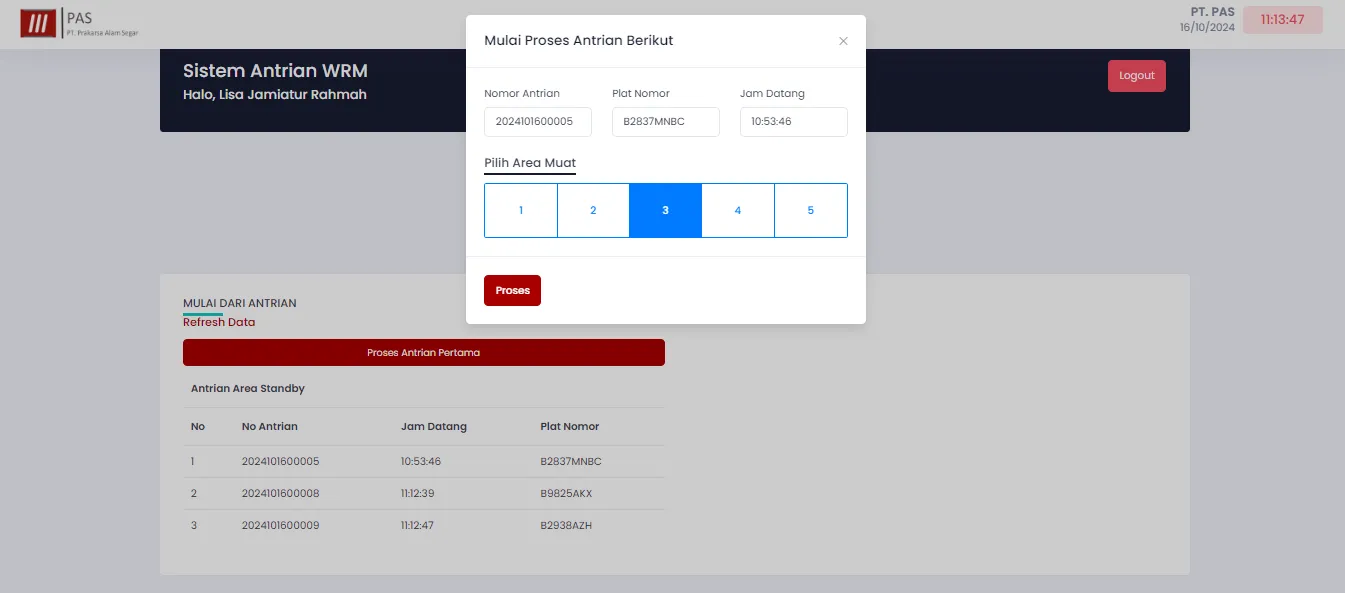 PAS
PT. Prakarsa Alam Segar
PT. PAS
16/10/2024
11:13:47
Sistem Antrian WRM
Halo, Lisa Jamiatur Rahmah
Logout
Mulai Proses Antrian Berikut
×
Nomor Antrian Plat Nomor Jam Datang
2024101600005 B2837MNBC 10:53:46
Pilih Area Muat
1 2 3 4 5
Proses
MULAI DARI ANTRIAN
Refresh Data
Proses Antrian Pertama
Antrian Area Standby
No No Antrian Jam Datang Plat Nomor
1 2024101600005 10:53:46 B2837MNBC
2 2024101600008 11:12:39 B9825AKX
3 2024101600009 11:12:47 B2938AZH